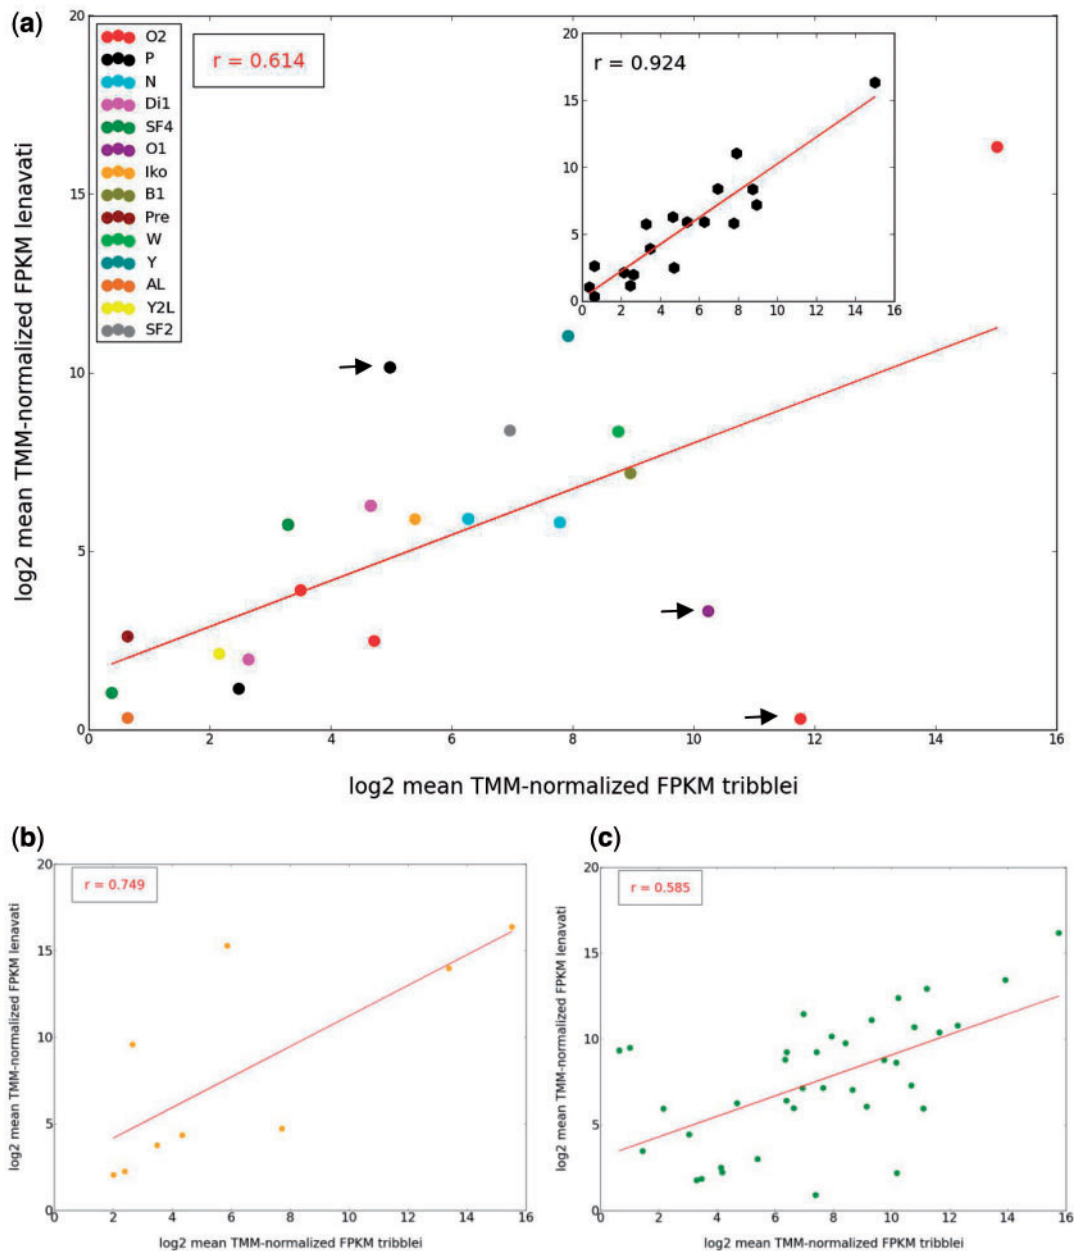 (a)
r = 0.614
O2
P
N
Di1
SF4
O1
Iko
B1
Pre
W
Y
AL
Y2L
SF2
r = 0.924
20
15
10
5
0
0 2 4 6 8 10 12 14 16
log2 mean TMM-normalized FPKM lenavati
20
15
10
5
0
0 2 4 6 8 10 12 14 16
log2 mean TMM-normalized FPKM tribblei
(b)
r = 0.749
log2 mean TMM-normalized FPKM lenavati
20
15
10
5
0
0 2 4 6 8 10 12 14 16
log2 mean TMM-normalized FPKM tribblei
(c)
r = 0.585
log2 mean TMM-normalized FPKM lenavati
20
15
10
5
0
0 2 4 6 8 10 12 14 16
log2 mean TMM-normalized FPKM tribblei